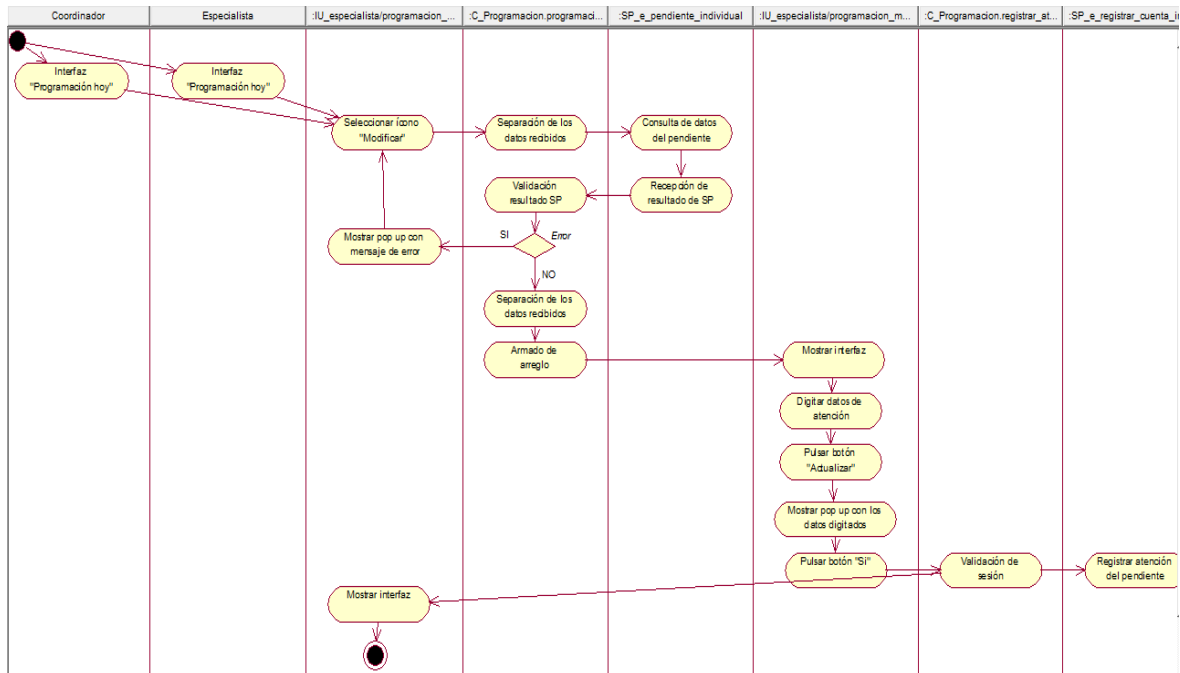 Coordinador
Especialista
:IU_especialista/programacion_...
:C_Programacion.programaci...
:SP_e_pendiente_individual
:IU_especialista/programacion_m...
:C_Programacion.registrar_at...
:SP_e_registrar_cuenta_in
Interfaz
"Programación hoy"
Interfaz
"Programación hoy"
Seleccionar ícono
"Modificar"
Separación de los
datos recibidos
Consulta de datos
del pendiente
Validación
resultado SP
Recepción de
resultado de SP
Mostrar pop up con
mensaje de error
SI
Error
NO
Separación de los
datos recibidos
Armado de
arreglo
Mostrar interfaz
Digitar datos de
atención
Pulsar botón
"Actualizar"
Mostrar pop up con los
datos digitados
Pulsar botón "Si"
Validación de
sesión
Registrar atención
del pendiente
Mostrar interfaz